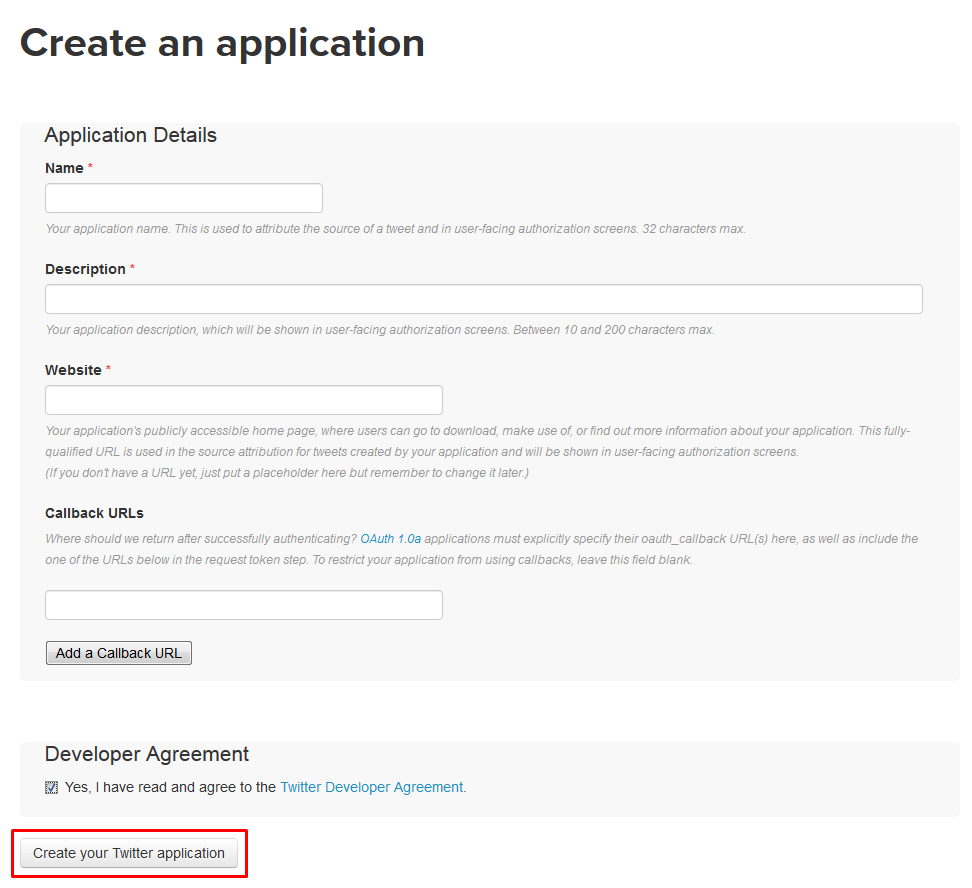 Create an application
Application Details
Name *
Your application name. This is used to attribute the source of a tweet and in user-facing authorization screens. 32 characters max.
Description *
Your application description, which will be shown in user-facing authorization screens. Between 10 and 200 characters max.
Website *
Your application's publicly accessible home page, where users can go to download, make use of, or find out more information about your application. This fully-
qualified URL is used in the source attribution for tweets created by your application and will be shown in user-facing authorization screens.
(If you don't have a URL yet, just put a placeholder here but remember to change it later.)
Callback URLs
Where should we return after successfully authenticating? OAuth 1.0a applications must explicitly specify their oauth_callback URL(s) here, as well as include the
one of the URLs below in the request token step. To restrict your application from using callbacks, leave this field blank.
Add a Callback URL
Developer Agreement
Yes, I have read and agree to the Twitter Developer Agreement.
Create your Twitter application